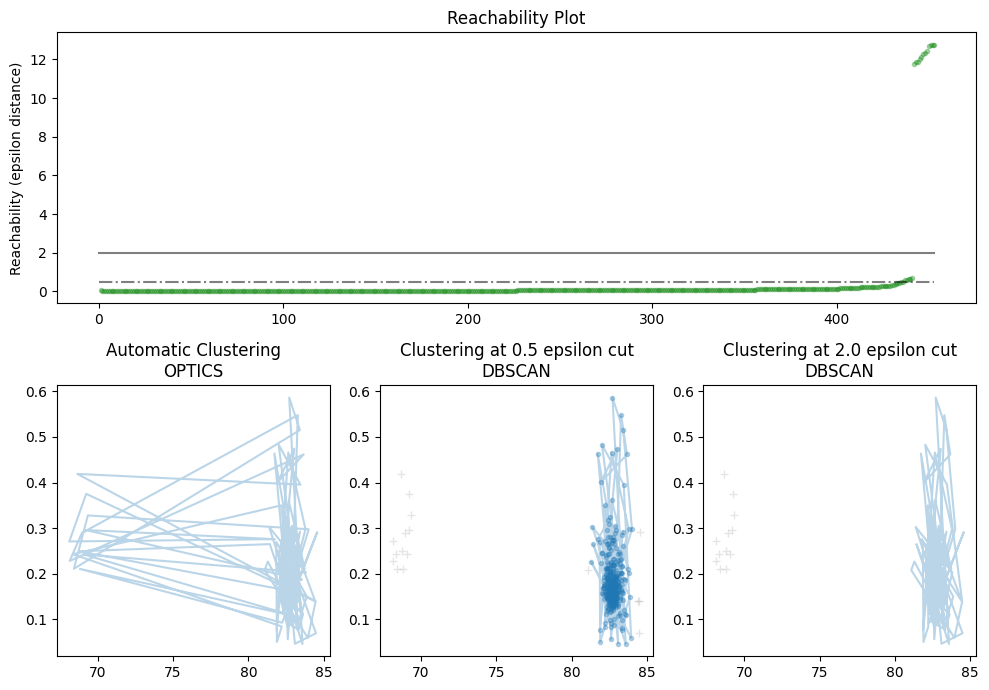 Reachability Plot
Reachability (epsilon distance)
12
10
8
6
4
2
0
0 100 200 300 400
Automatic Clustering
OPTICS
0.6
0.5
0.4
0.3
0.2
0.1
70 75 80 85
Clustering at 0.5 epsilon cut
DBSCAN
0.6
0.5
0.4
0.3
0.2
0.1
70 75 80 85
Clustering at 2.0 epsilon cut
DBSCAN
0.6
0.5
0.4
0.3
0.2
0.1
70 75 80 85